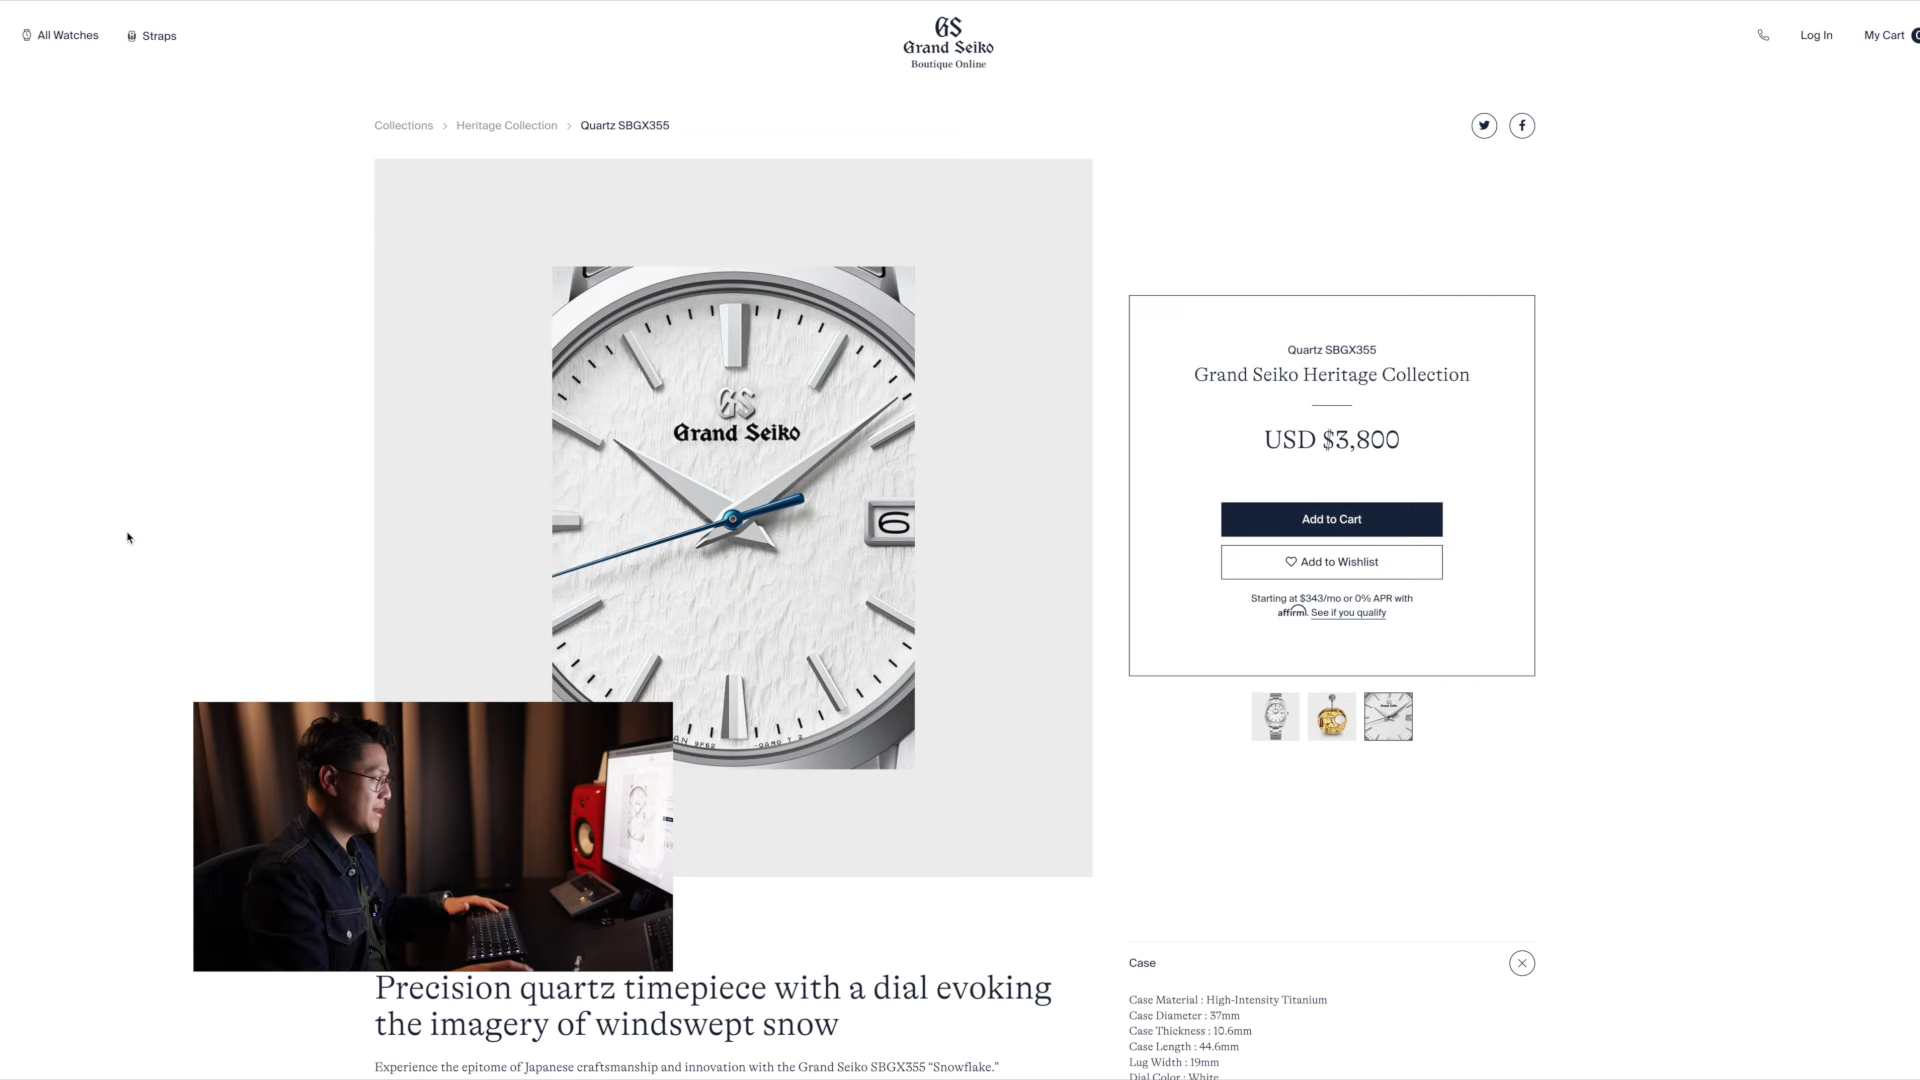 All Watches
Straps
GS
Grand Seiko
Boutique Online
Log In
My Cart
Collections
Heritage Collection
Quartz SBGX355
GS
Grand Seiko
6
Quartz SBGX355
Grand Seiko Heritage Collection
USD $3,800
Add to Cart
Add to Wishlist
Starting at $343/mo or 0% APR with
affirm. See if you qualify
AN 9F62
Precision quartz timepiece with a dial evoking
the imagery of windswept snow
Experience the epitome of Japanese craftsmanship and innovation with the Grand Seiko SBGX355 “Snowflake.”
Case
Case Material : High-Intensity Titanium
Case Diameter : 37mm
Case Thickness : 10.6mm
Case Length : 44.6mm
Lug Width : 19mm
Dial Color : White